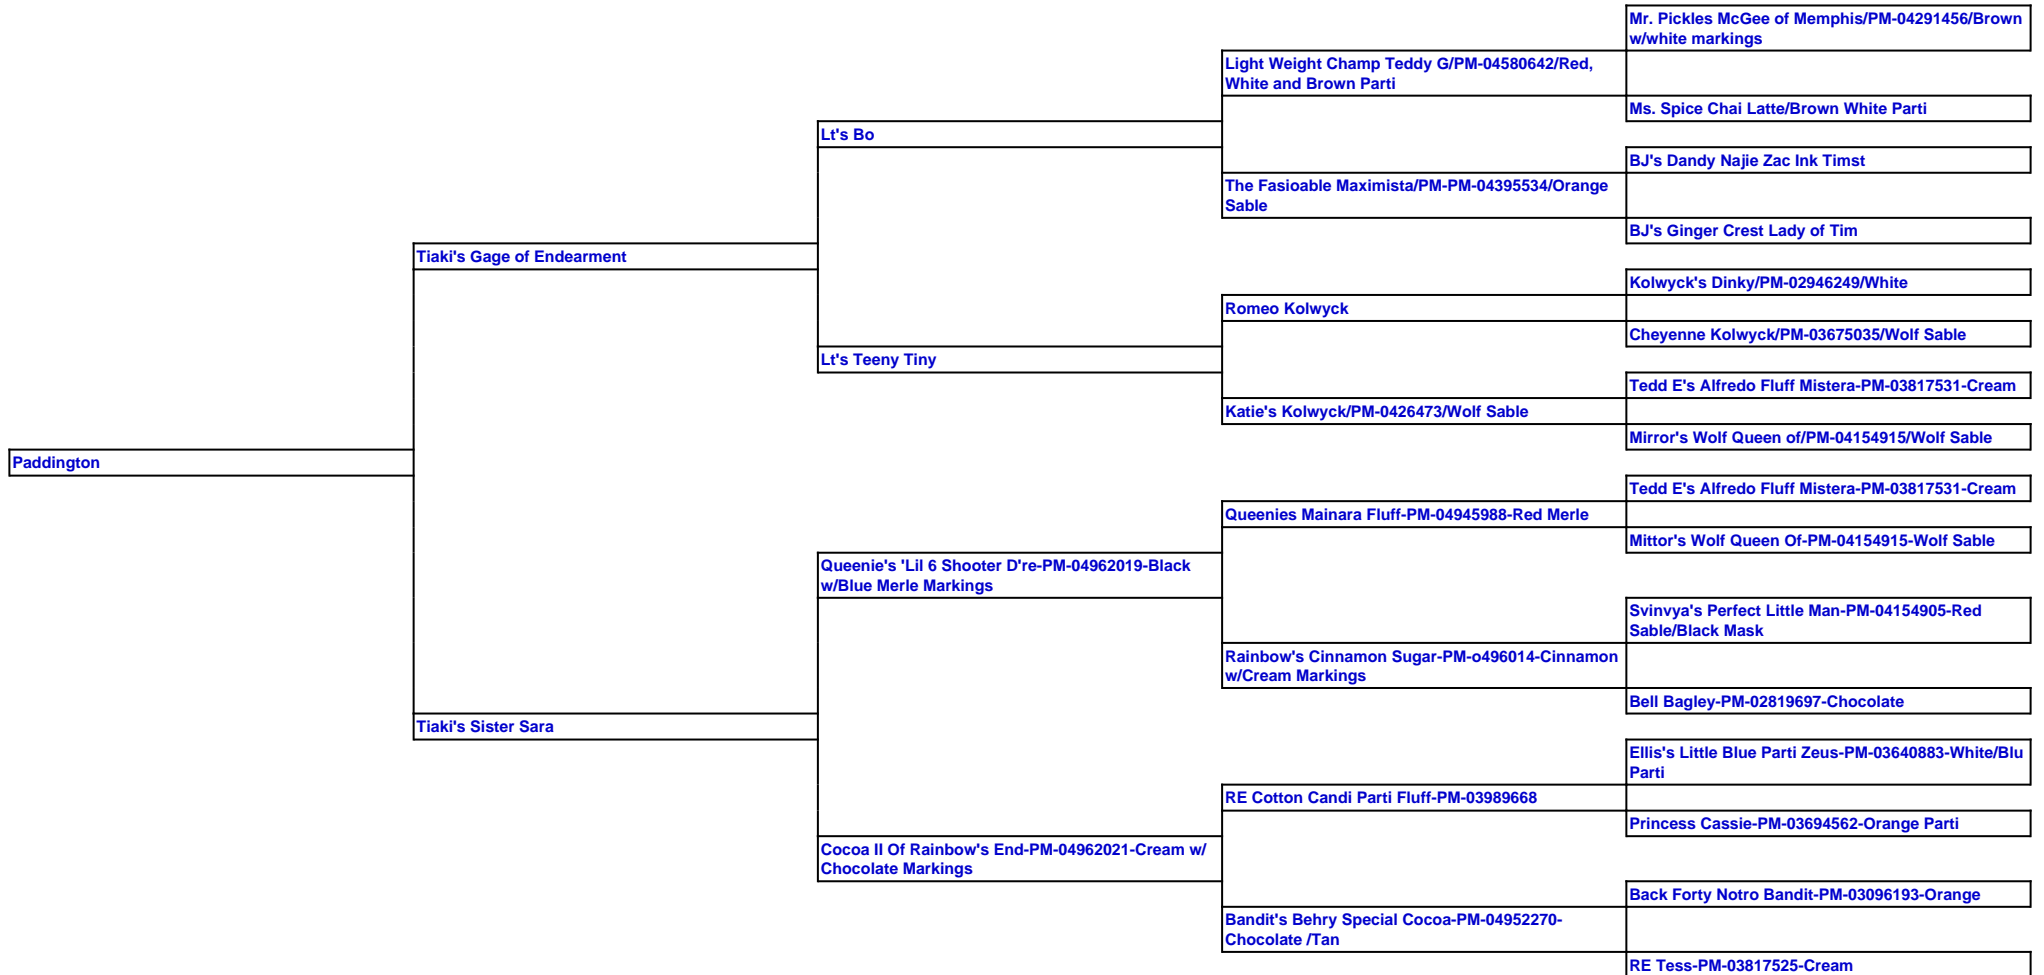 Mr. Pickles McGee of Memphis/PM-04291456/Brown
w/white markings
Light Weight Champ Teddy G/PM-04580642/Red,
White and Brown Parti
Ms. Spice Chai Latte/Brown White Parti
Lt's Bo
BJ's Dandy Najie Zac Ink Timst
The Fasioable Maximista/PM-PM-04395534/Orange
Sable
BJ's Ginger Crest Lady of Tim
Tiaki's Gage of Endearment
Kolwyck's Dinky/PM-02946249/White
Romeo Kolwyck
Cheyenne Kolwyck/PM-03675035/Wolf Sable
Lt's Teeny Tiny
Tedd E's Alfredo Fluff Mistera-PM-03817531-Cream
Katie's Kolwyck/PM-0426473/Wolf Sable
Mirror's Wolf Queen of/PM-04154915/Wolf Sable
Paddington
Tedd E's Alfredo Fluff Mistera-PM-03817531-Cream
Queenies Mainara Fluff-PM-04945988-Red Merle
Mittor's Wolf Queen Of-PM-04154915-Wolf Sable
Queenie's 'Lil 6 Shooter D're-PM-04962019-Black
w/Blue Merle Markings
Svinvya's Perfect Little Man-PM-04154905-Red
Sable/Black Mask
Rainbow's Cinnamon Sugar-PM-o496014-Cinnamon
w/Cream Markings
Bell Bagley-PM-02819697-Chocolate
Tiaki's Sister Sara
Ellis's Little Blue Parti Zeus-PM-03640883-White/Blu
Parti
RE Cotton Candi Parti Fluff-PM-03989668
Princess Cassie-PM-03694562-Orange Parti
Cocoa II Of Rainbow's End-PM-04962021-Cream w/
Chocolate Markings
Back Forty Notro Bandit-PM-03096193-Orange
Bandit's Behry Special Cocoa-PM-04952270-
Chocolate /Tan
RE Tess-PM-03817525-Cream